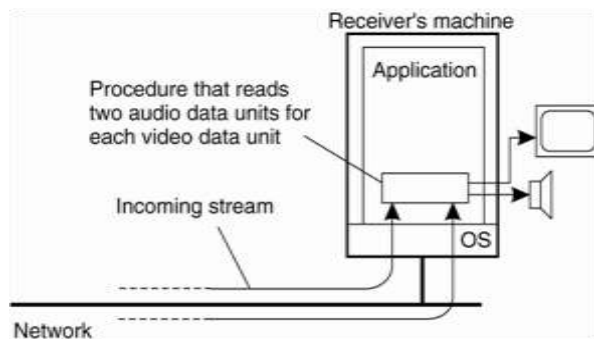 Receiver's machine
Application
Procedure that reads
two audio data units for
each video data unit
Incoming stream
OS
Network